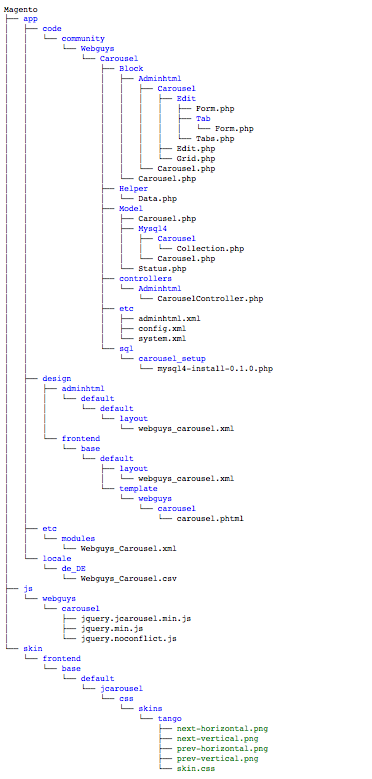 Magento
app
code
community
Webguys
Carousel
Block
Adminhtml
Carousel
Edit
Form.php
Tab
Form.php
Tabs.php
Edit.php
Grid.php
Carousel.php
Carousel.php
Helper
Data.php
Model
Carousel.php
Mysql4
Carousel
Collection.php
Carousel.php
Status.php
controllers
Adminhtml
CarouselController.php
etc
adminhtml.xml
config.xml
system.xml
sql
carousel_setup
mysql4-install-0.1.0.php
design
adminhtml
default
default
layout
webguys_carousel.xml
frontend
base
default
layout
webguys_carousel.xml
template
webguys
carousel
carousel.phtml
etc
modules
Webguys_Carousel.xml
locale
de_DE
Webguys_Carousel.csv
js
webguys
carousel
jquery.jcarousel.min.js
jquery.min.js
jquery.noconflict.js
skin
frontend
base
default
jcarousel
css
skins
tango
next-horizontal.png
next-vertical.png
prev-horizontal.png
prev-vertical.png
skin.css